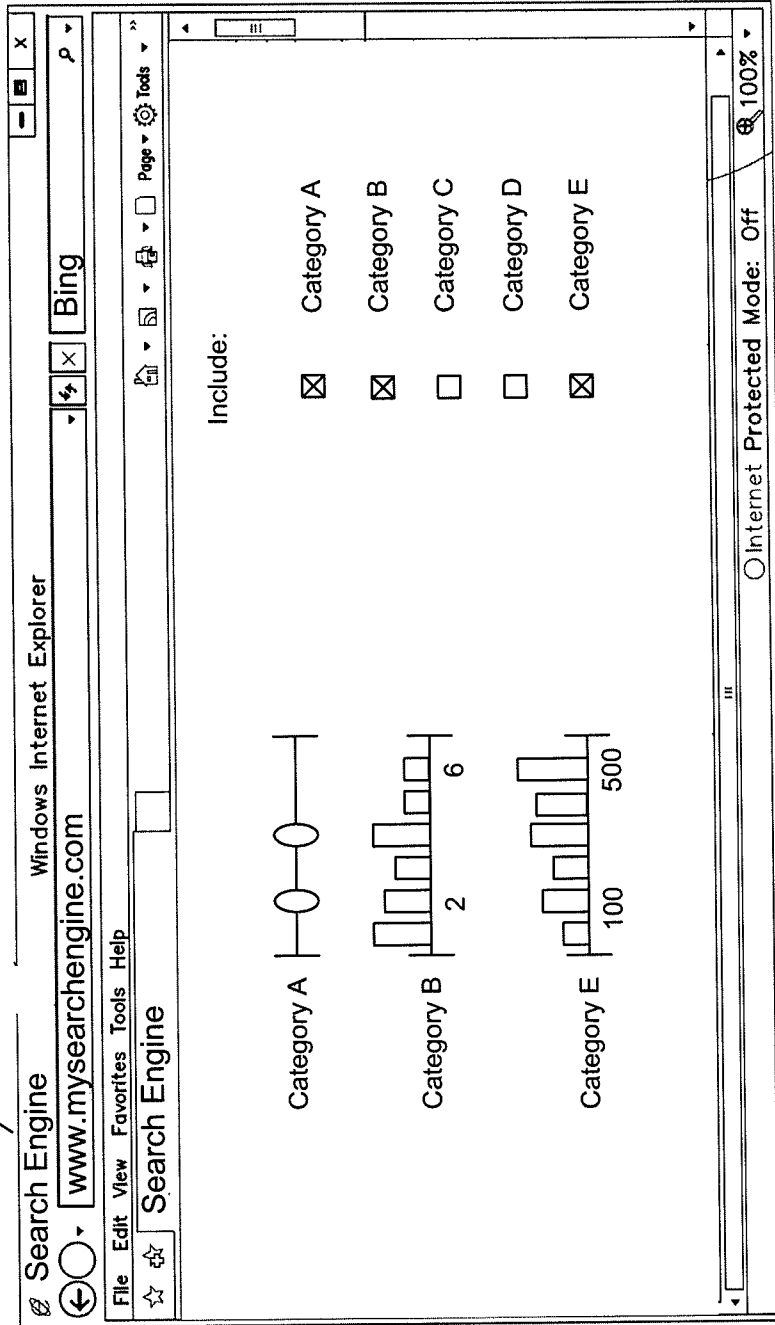 Search Engine
Windows Internet Explorer
www.mysearchengine.com
Bing
File Edit View Favorites Tools Help
Search Engine
Page Tools
Include:
Category A
Category B
Category C
Category D
Category E
Category A
Category B
2 6
Category E
100 500
Internet Protected Mode: Off
100%